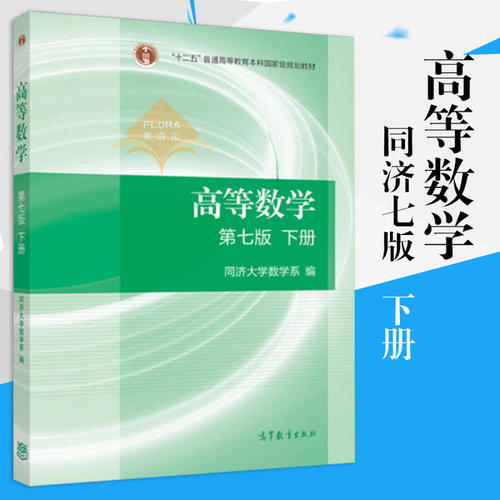 "十二五"普通高等教育本科国家级规划教材
FLORA
弗洛拉
高等数学
第七版 下册
同济大学数学系 编
高等教育出版社
高等数学
第七版 下册
同济大学数学系 编
高等数学
同济七版
下册